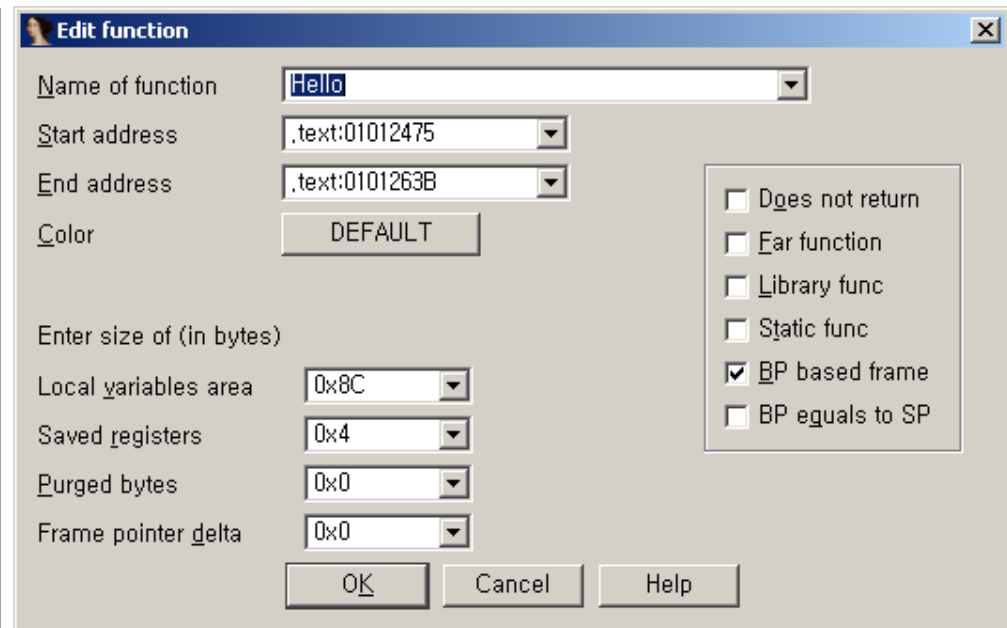 Edit function
Name of function Hello
Start address .text:01012475
End address .text:0101263B
Color DEFAULT
Does not return
Far function
Library func
Static func
BP based frame
BP equals to SP
Enter size of (in bytes)
Local variables area 0x8C
Saved registers 0x4
Purged bytes 0x0
Frame pointer delta 0x0
OK Cancel Help